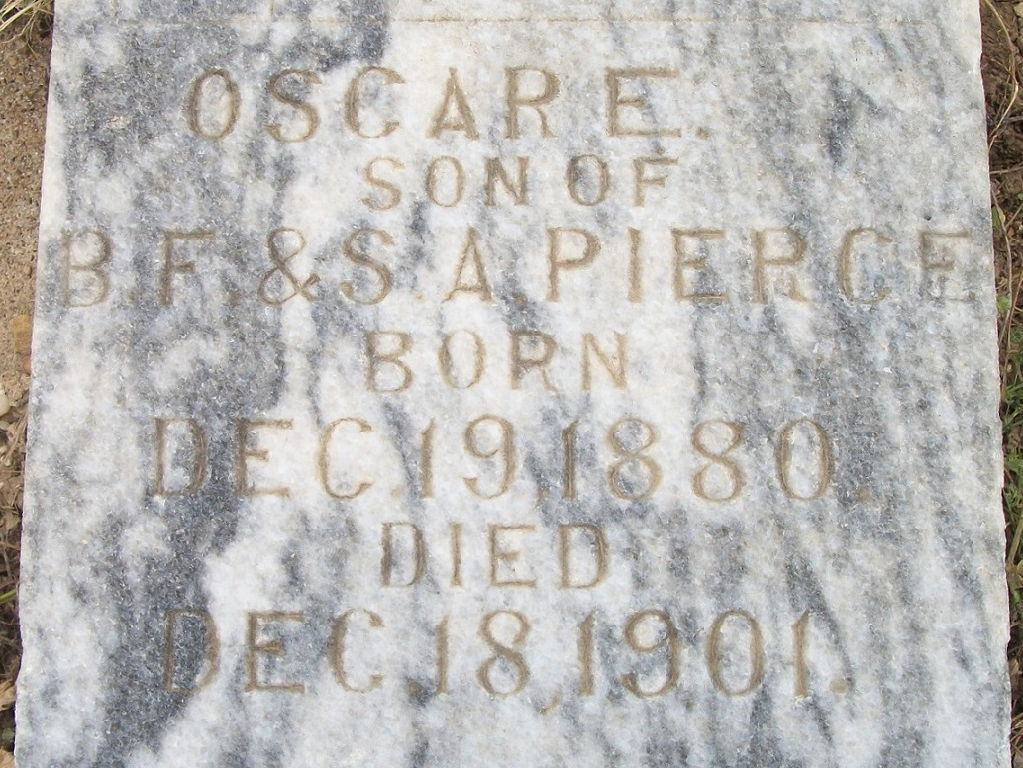 OSCAR E.
SON OF
B. F. & S. A. PIERCE
BORN
DEC. 19, 1880.
DIED
DEC. 18, 1901.